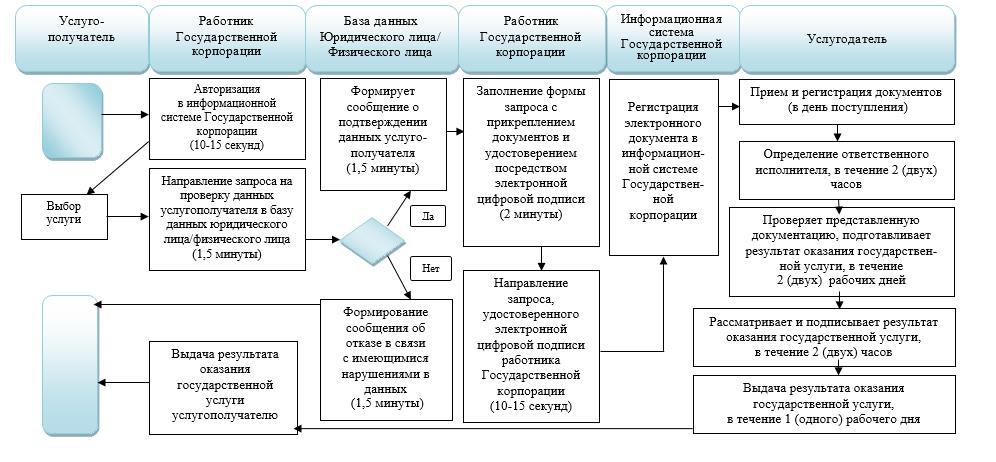 Услуго-
получатель
Работник
Государственной
корпорации
База данных
Юридического лица/
Физического лица
Работник
Государственной
корпорации
Информационная
система
Государственной
корпорации
Услугодатель
Авторизация
в информационной
системе Государственной
корпорации
(10-15 секунд)
Выбор
услуги
Направление запроса на
проверку данных
услугополучателя в базу
данных юридического
лица/физического лица
(1,5 минуты)
Формирует
сообщение о
подтверждении
данных услуго-
получателя
(1,5 минуты)
Да
Нет
Формирование
сообщения об
отказе в связи
с имеющимися
нарушениями в
данных
(1,5 минуты)
Заполнение формы
запроса с
прикреплением
документов и
удостоверением
посредством
электронной
цифровой подписи
(2 минуты)
Направление
запроса,
удостоверенного
электронной
цифровой подписи
работника
Государственной
корпорации
(10-15 секунд)
Регистрация
электронного
документа в
информацион-
ной системе
Государствен-
ной
корпорации
Прием и регистрация документов
(в день поступления)
Определение ответственного
исполнителя, в течение 2 (двух)
часов
Проверяет представленную
документацию, подготавливает
результат оказания государствен-
ной услуги, в течение
2 (двух) рабочих дней
Рассматривает и подписывает результат
оказания государственной услуги,
в течение 2 (двух) часов
Выдача результата оказания
государственной услуги,
в течение 1 (одного) рабочего дня
Выдача результата
оказания
государственной
услуги
услугополучателю